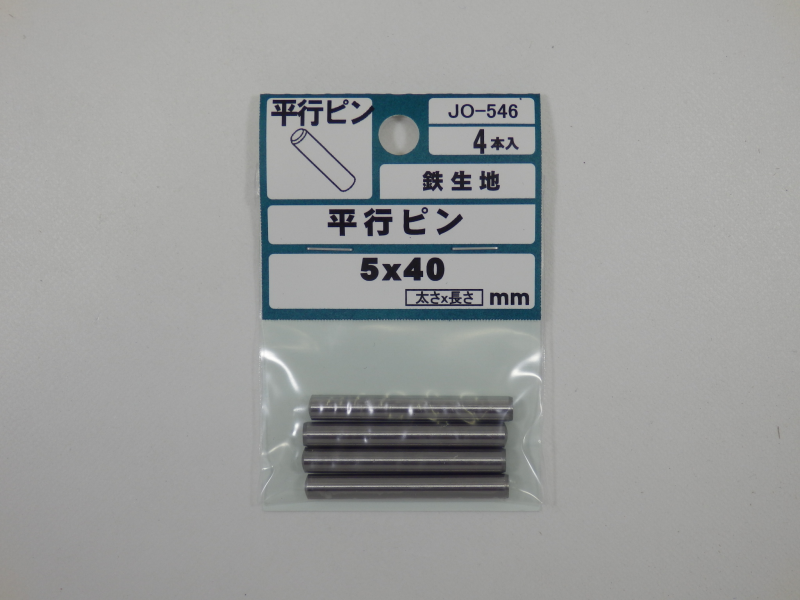 平行ピン
JO-546
4本入
鉄生地
平行ピン
5x40
太さx長さ mm